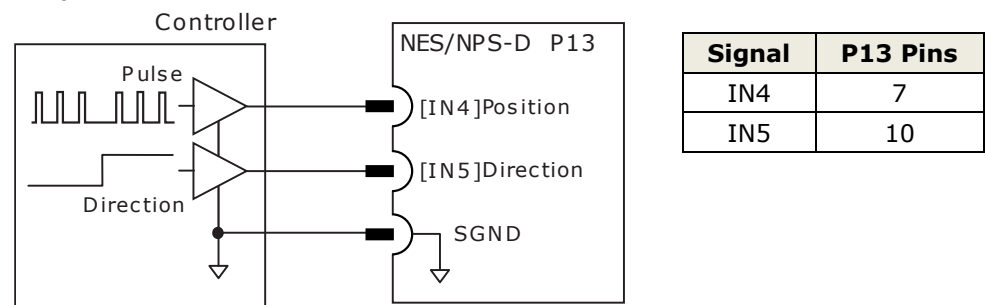 Controller
NES/NPS-D P13
Pulse
[IN4]Position
[IN5]Direction
Direction
SGND
Signal P13 Pins
IN4 7
IN5 10